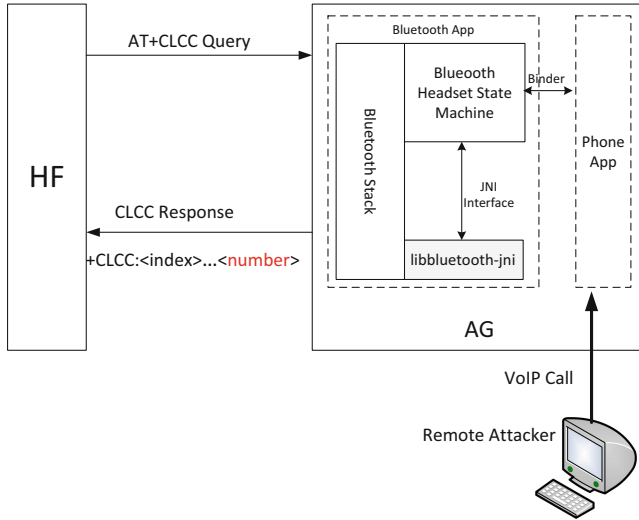 HF
AT+CLCC Query
CLCC Response
+CLCC:<index>...<number>
Bluetooth App
Bluetooth Stack
Blueooth
Headset State
Machine
Binder
Phone
App
JNI
Interface
libbluetooth-jni
AG
VoIP Call
Remote Attacker